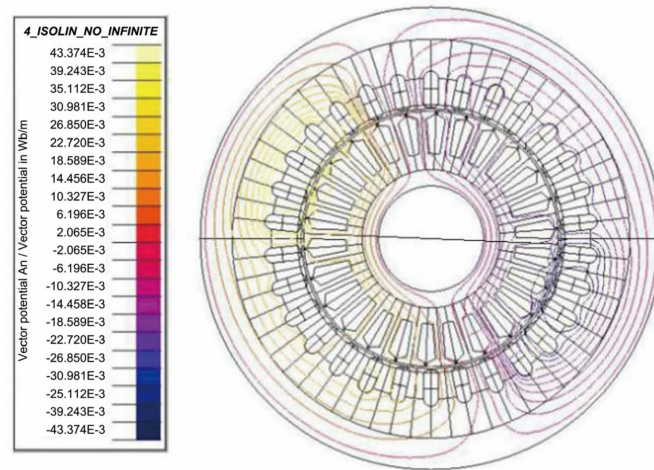 4_ISOLIN_NO_INFINITE
43.374E-3
39.243E-3
35.112E-3
30.981E-3
26.850E-3
22.720E-3
18.589E-3
14.456E-3
10.327E-3
6.196E-3
2.065E-3
-2.065E-3
-6.196E-3
-10.327E-3
-14.458E-3
-18.589E-3
-22.720E-3
-26.850E-3
-30.981E-3
-25.112E-3
-39.243E-3
-43.374E-3
Vector potential An / Vector potential in Wb/m